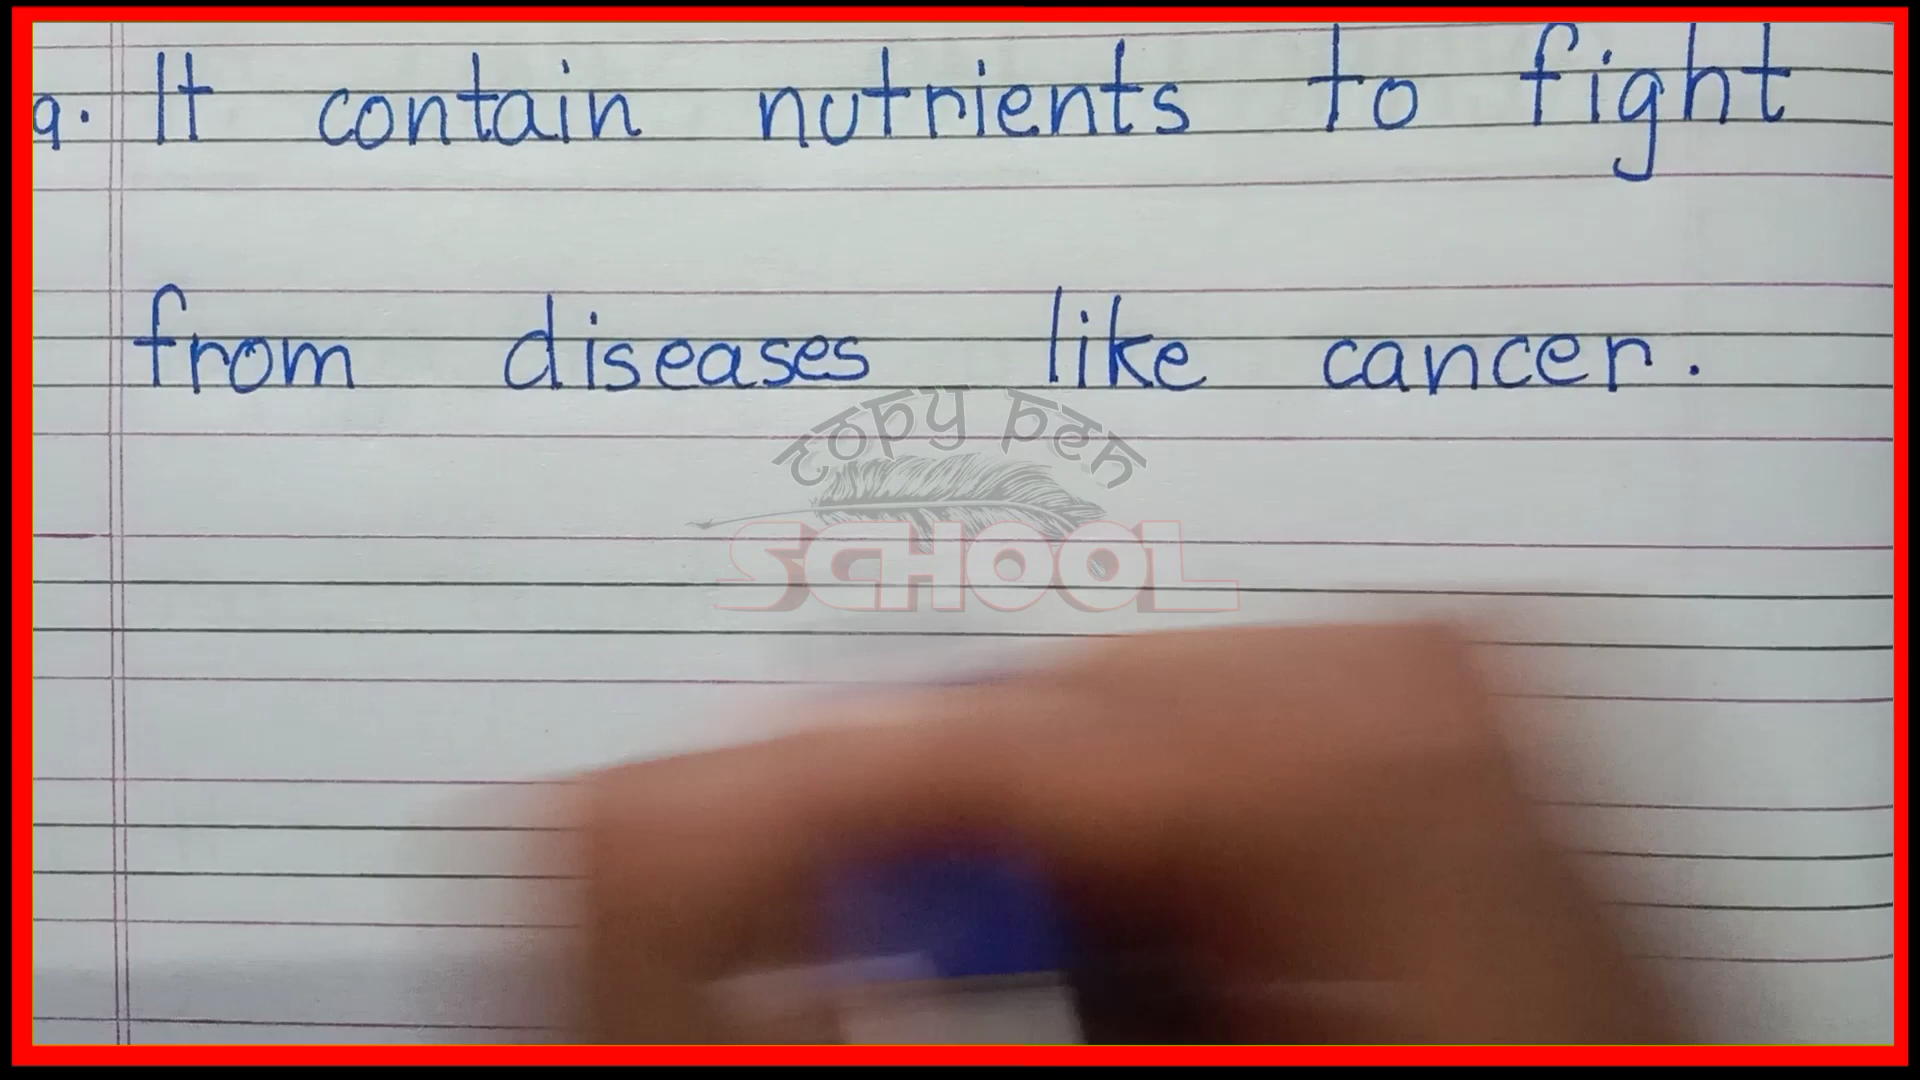 9. It contain nutrients to fight
from diseases like cancer.
copy pen
SCHOOL